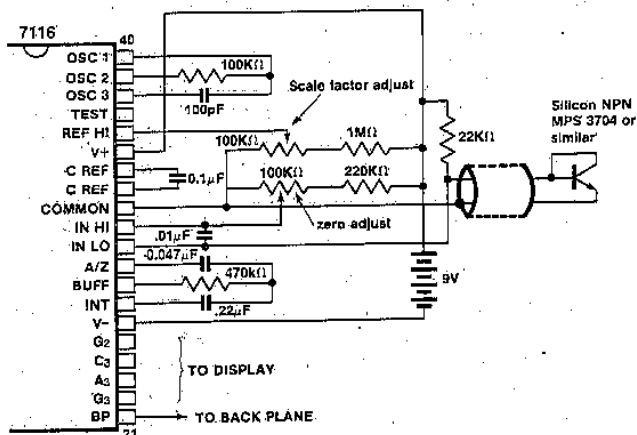 7116
40
OSC 1
OSC 2
OSC 3
TEST
REF HI
V+
C REF
C REF
COMMON
IN HI
IN LO
A/Z
BUFF
INT
V−
G2
C3
A3
G3
BP
21
100KΩ
100pF
Scale factor adjust
100KΩ
1MΩ
0.1μF
100KΩ
220KΩ
zero adjust
.01μF
0.047μF
470kΩ
.22μF
22KΩ
Silicon NPN
MPS 3704 or
similar
9V
TO DISPLAY
TO BACK PLANE